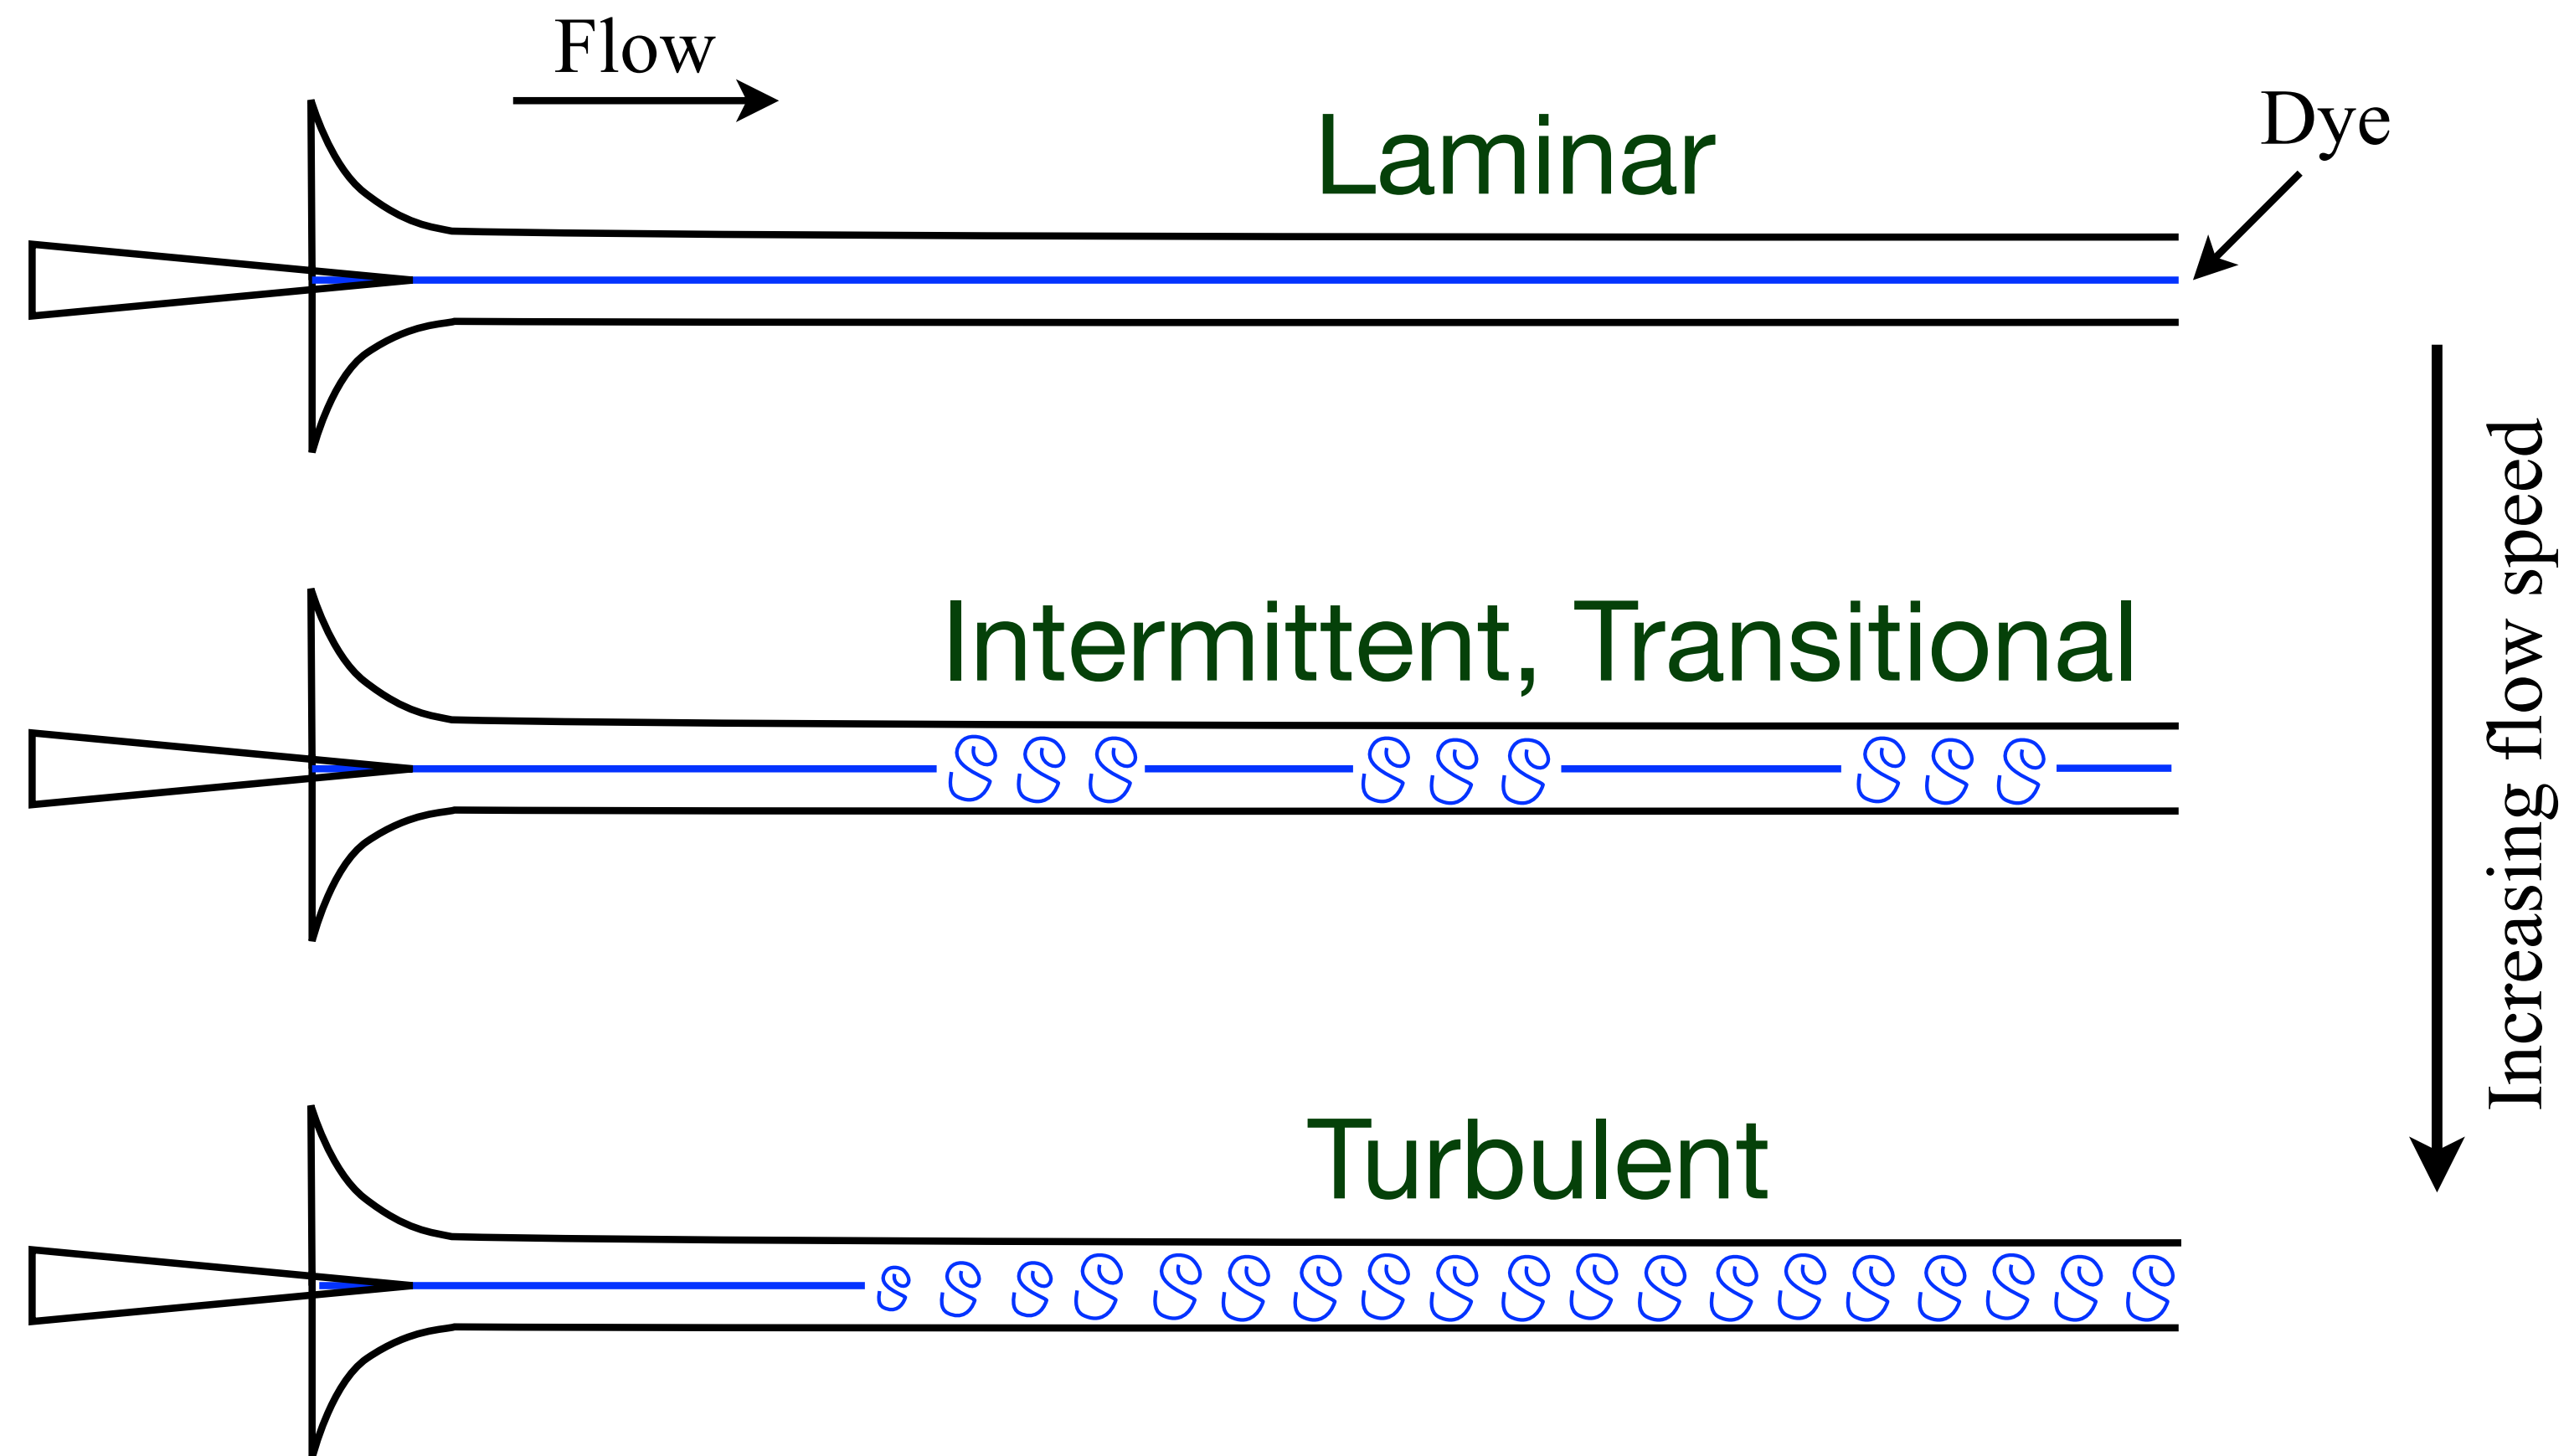 Flow
Dye
Laminar
Intermittent, Transitional
Turbulent
Increasing flow speed